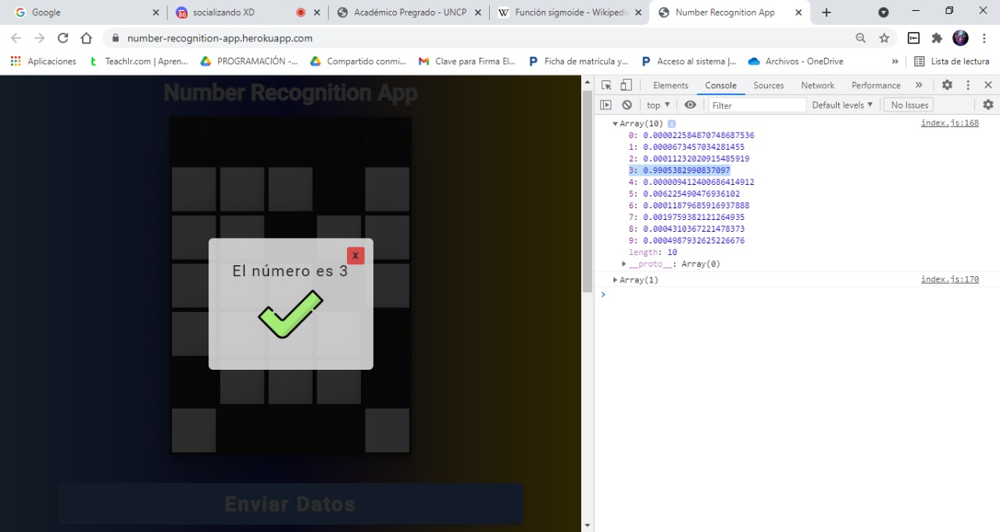 Google
86
socializando XD
Académico Pregrado - UNCP
W
Función sigmoide - Wikipedi
Number Recognition App
number-recognition-app.herokuapp.com
Aplicaciones
t
Teachlr.com | Apren...
PROGRAMACIÓN -...
Compartido conmi...
Clave para Firma El...
P
Ficha de matrícula y...
P
Acceso al sistema |...
Archivos - OneDrive
»
Lista de lectura
Number Recognition App
X
El número es 3
Enviar Datos
Elements
Console
Sources
Network
Performance
»
top
Filter
Default levels
No Issues
Array(10) i
index.js:168
0: 0.000022584870748687536
1: 0.0000673457034281455
2: 0.00011232020915485919
3: 0.9905382990837097
4: 0.000009412400686414912
5: 0.006225490476936102
6: 0.00011879685916937888
7: 0.0019759382121264935
8: 0.0004310367221478373
9: 0.0004987932625226676
length: 10
__proto__: Array(0)
Array(1)
index.js:170